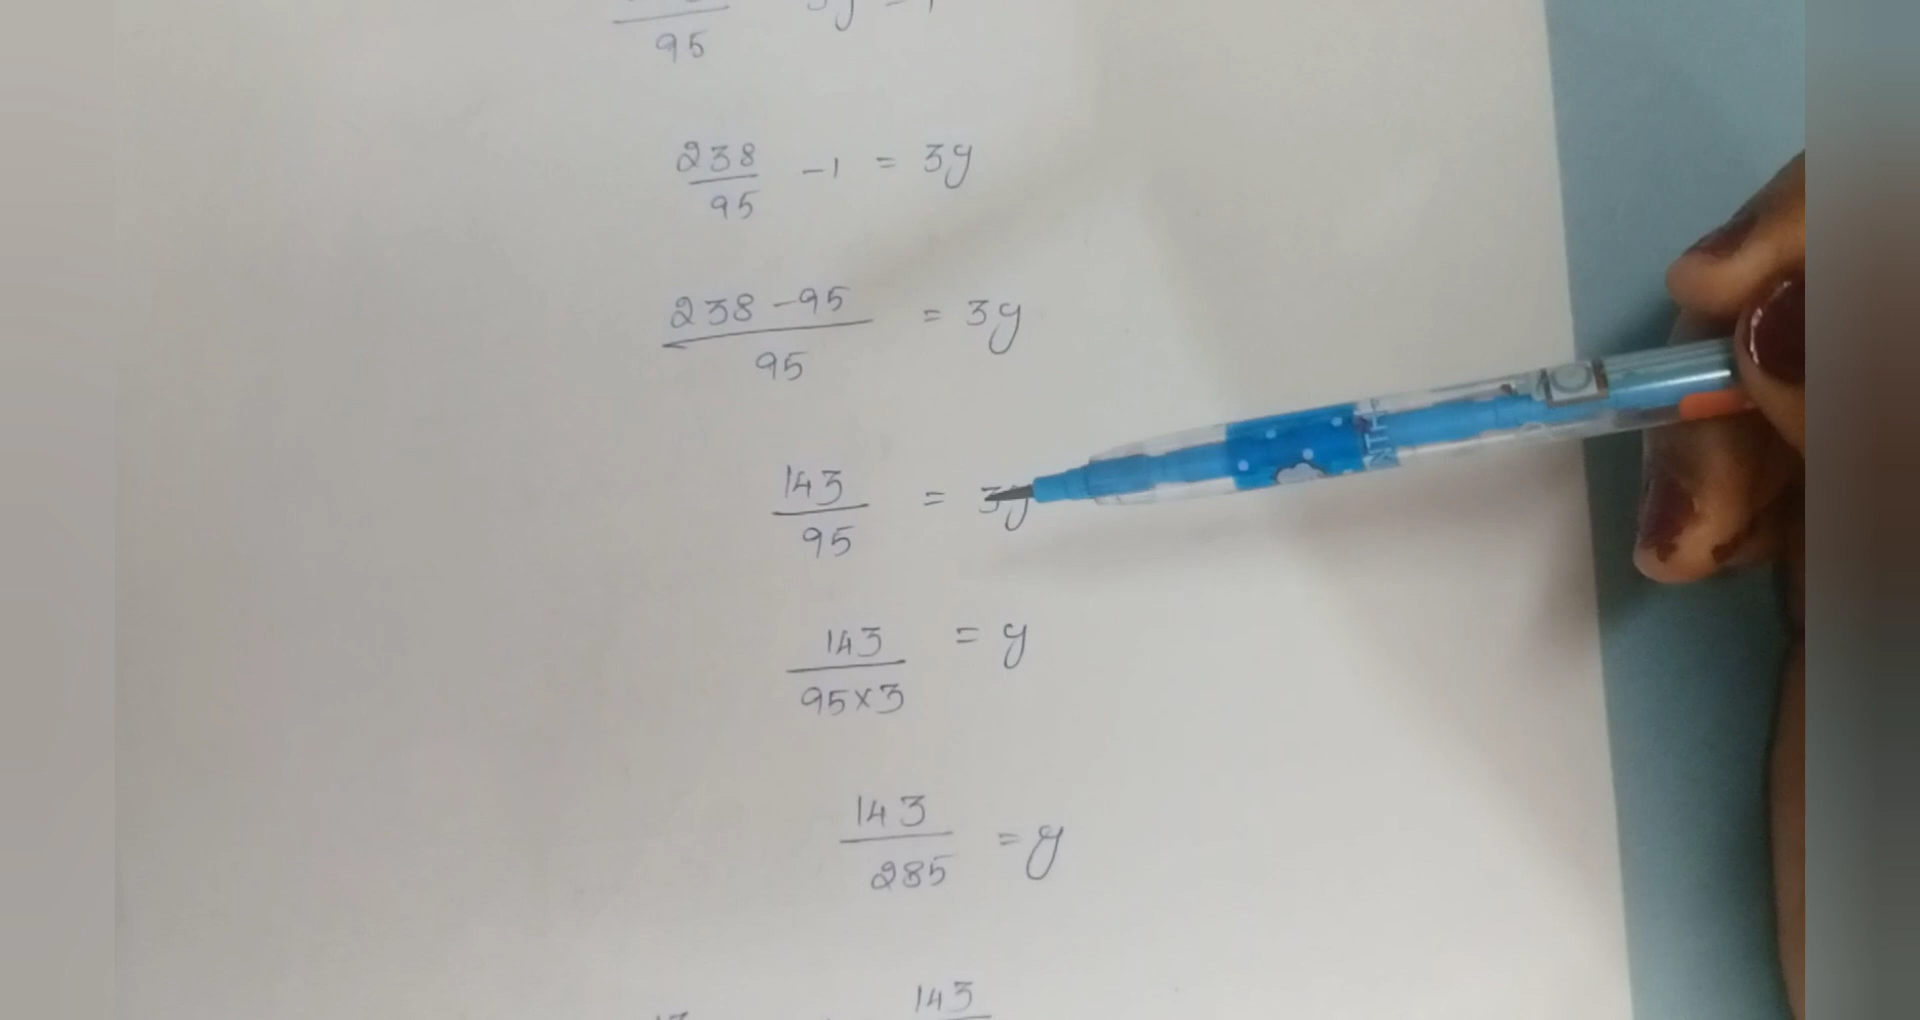 95
238/95 - 1 = 3y
238 - 95/95 = 3y
143/95 = 3y
143/95×3 = y
143/285 = y
143